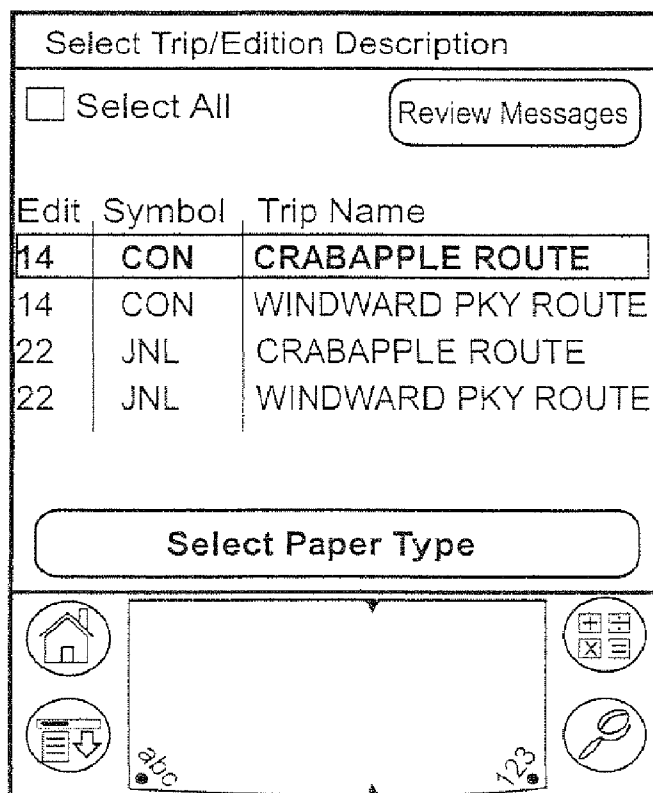 Select Trip/Edition Description
Select All
Review Messages
Edit Symbol Trip Name
14 CON CRABAPPLE ROUTE
14 CON WINDWARD PKY ROUTE
22 JNL CRABAPPLE ROUTE
22 JNL WINDWARD PKY ROUTE
Select Paper Type
+ ÷
X =
abc 123